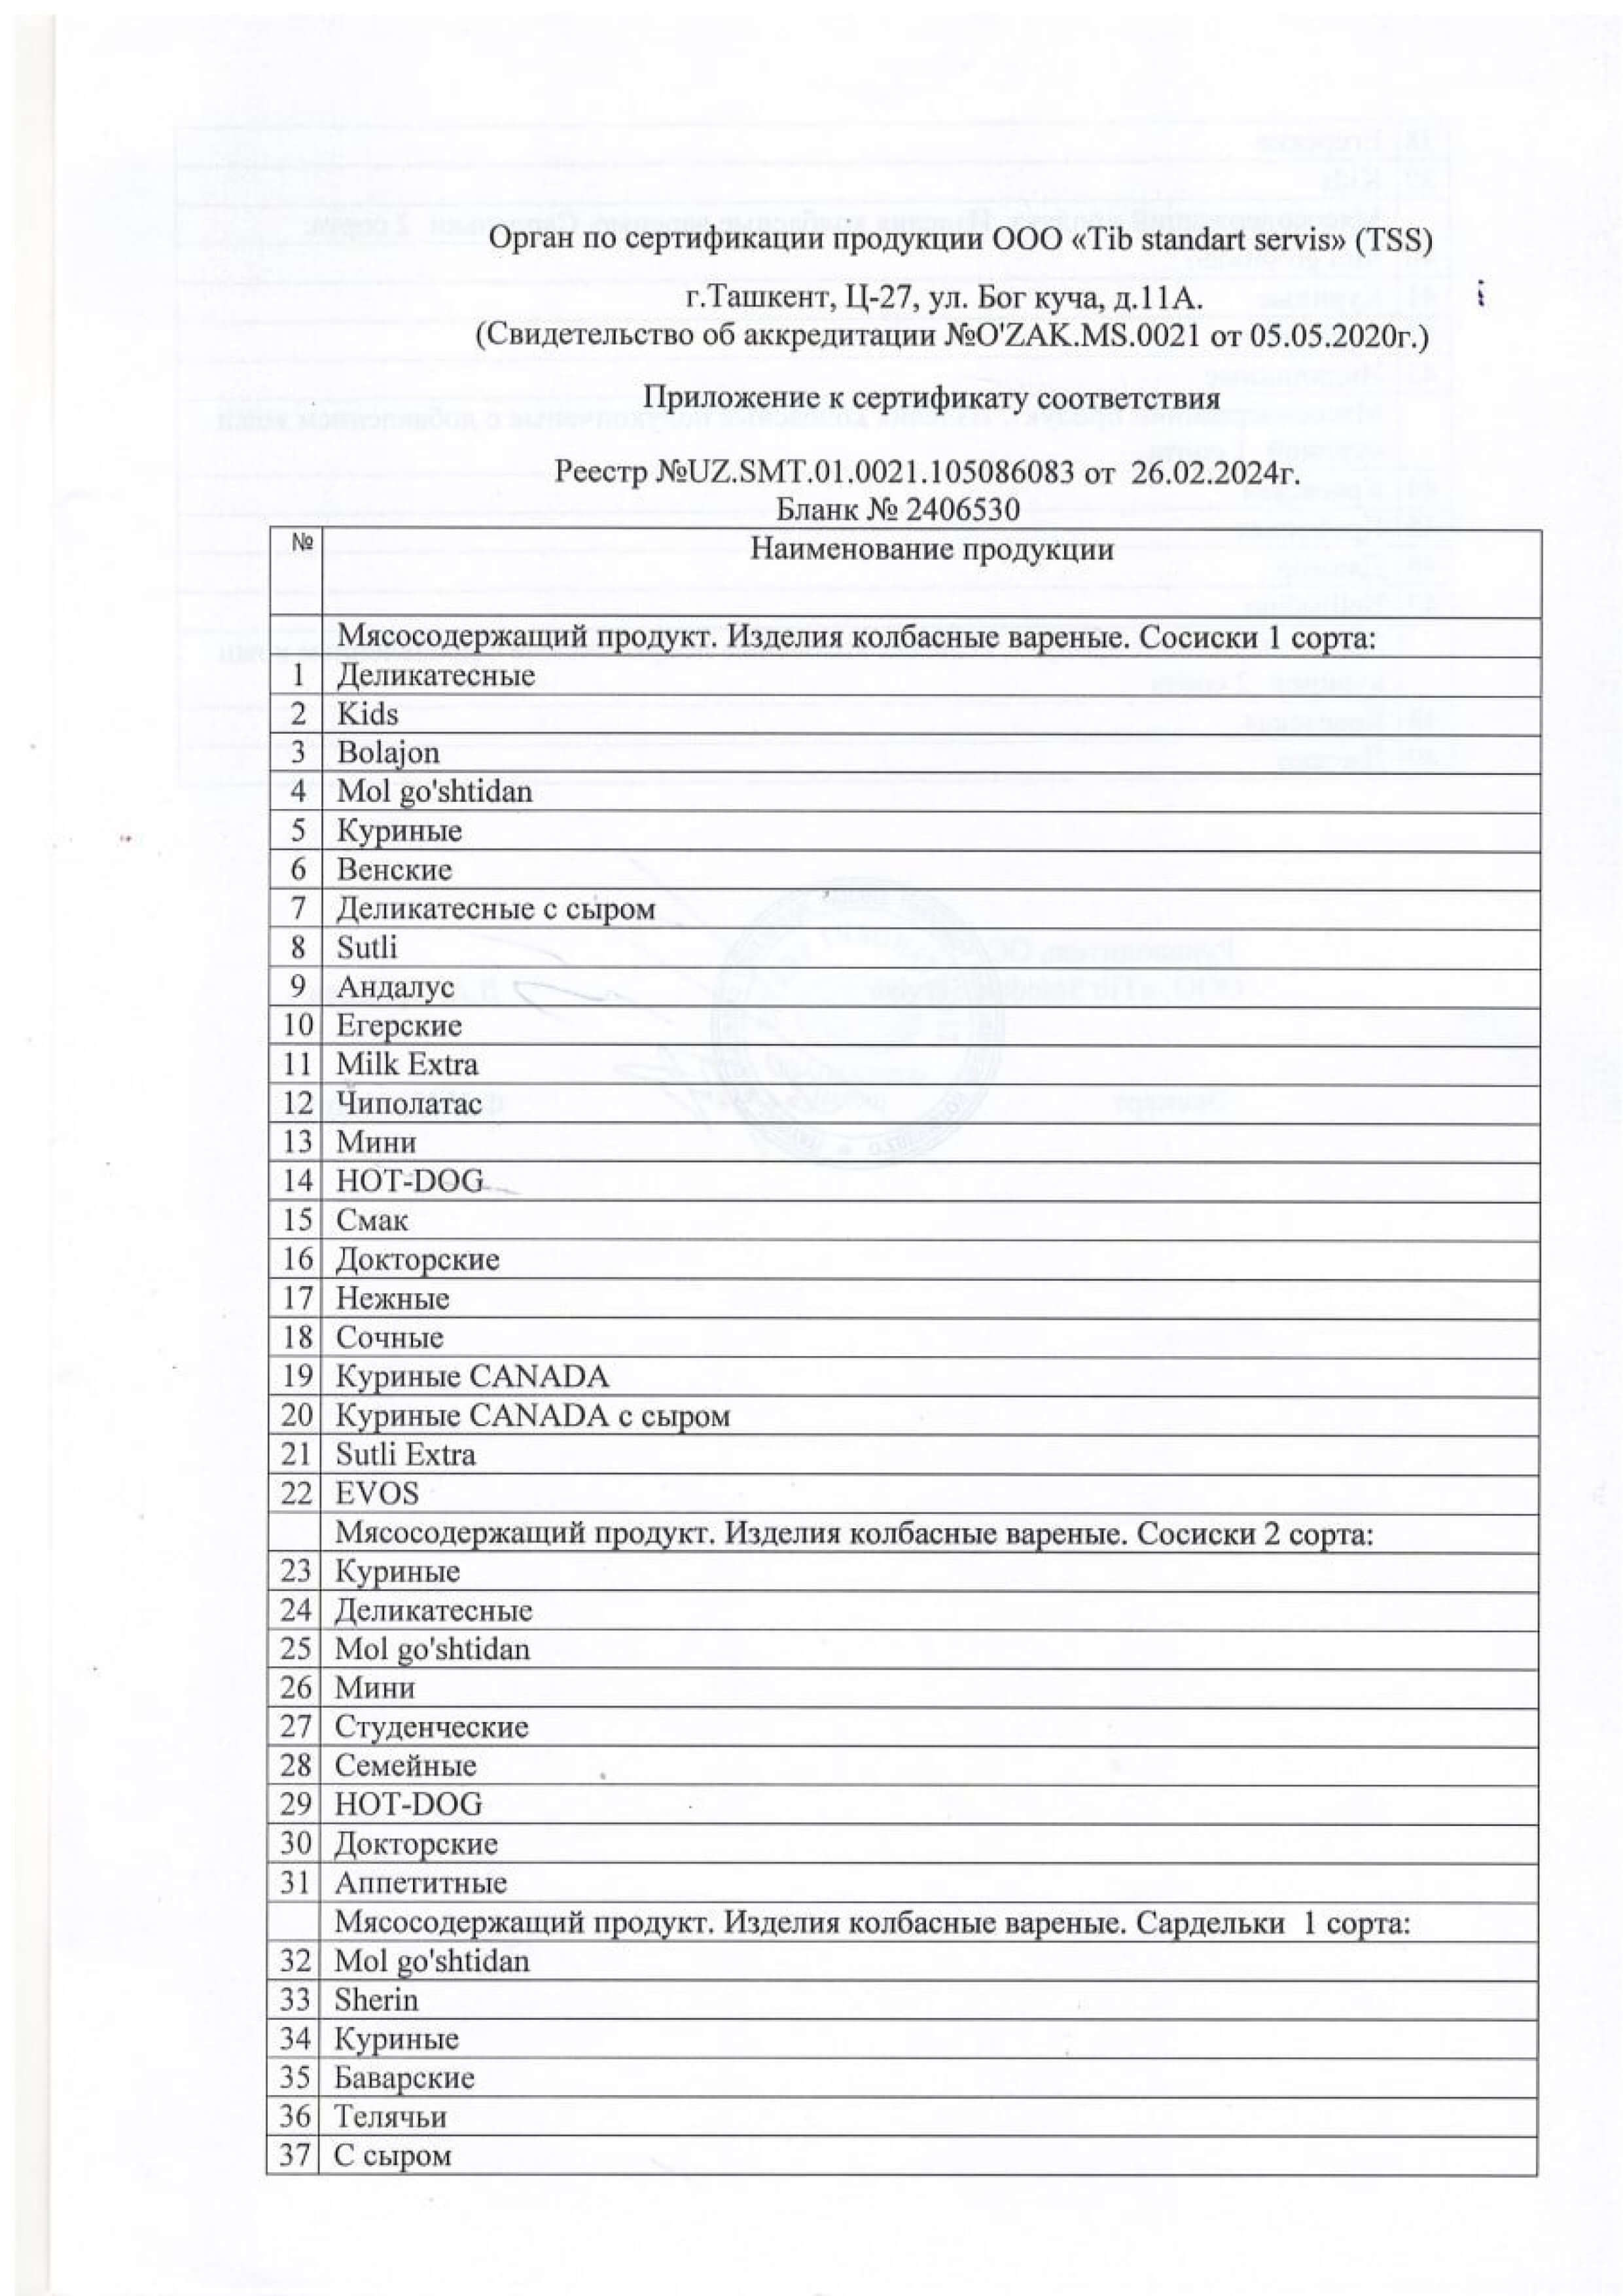 Орган по сертификации продукции ООО «Tib standart servis» (TSS)
г.Ташкент, Ц-27, ул. Бог куча, д.11А.
(Свидетельство об аккредитации №O'ZAK.MS.0021 от 05.05.2020г.)
Приложение к сертификату соответствия
Реестр №UZ.SMT.01.0021.105086083 от 26.02.2024г.
Бланк № 2406530
№ Наименование продукции
Мясосодержащий продукт. Изделия колбасные вареные. Сосиски 1 сорта:
1 Деликатесные
2 Kids
3 Bolajon
4 Mol go'shtidan
5 Куриные
6 Венские
7 Деликатесные с сыром
8 Sutli
9 Андалус
10 Егерские
11 Milk Extra
12 Чиполатас
13 Мини
14 HOT-DOG
15 Смак
16 Докторские
17 Нежные
18 Сочные
19 Куриные CANADA
20 Куриные CANADA с сыром
21 Sutli Extra
22 EVOS
Мясосодержащий продукт. Изделия колбасные вареные. Сосиски 2 сорта:
23 Куриные
24 Деликатесные
25 Mol go'shtidan
26 Мини
27 Студенческие
28 Семейные
29 HOT-DOG
30 Докторские
31 Аппетитные
Мясосодержащий продукт. Изделия колбасные вареные. Сардельки 1 сорта:
32 Mol go'shtidan
33 Sherin
34 Куриные
35 Баварские
36 Телячьи
37 С сыром